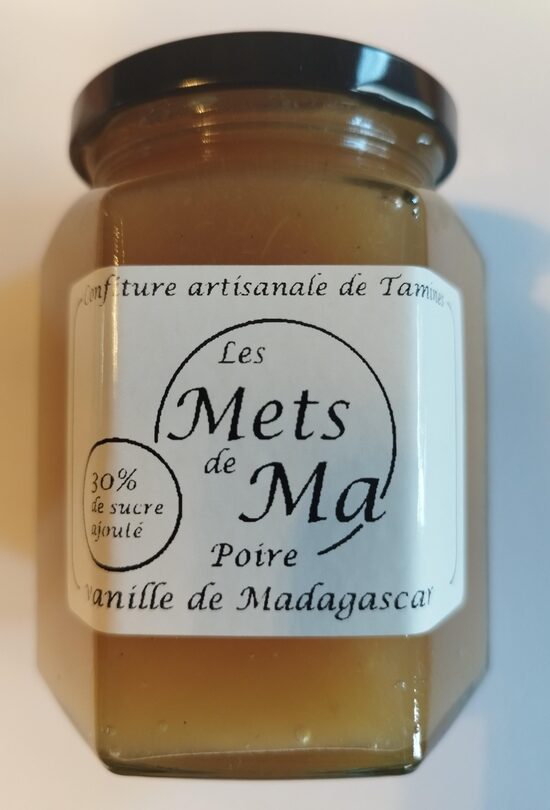 Confiture artisanale de Tamines
Les
Mets
de
Ma
30%
de sucre
ajouté
Poire
Vanille de Madagascar